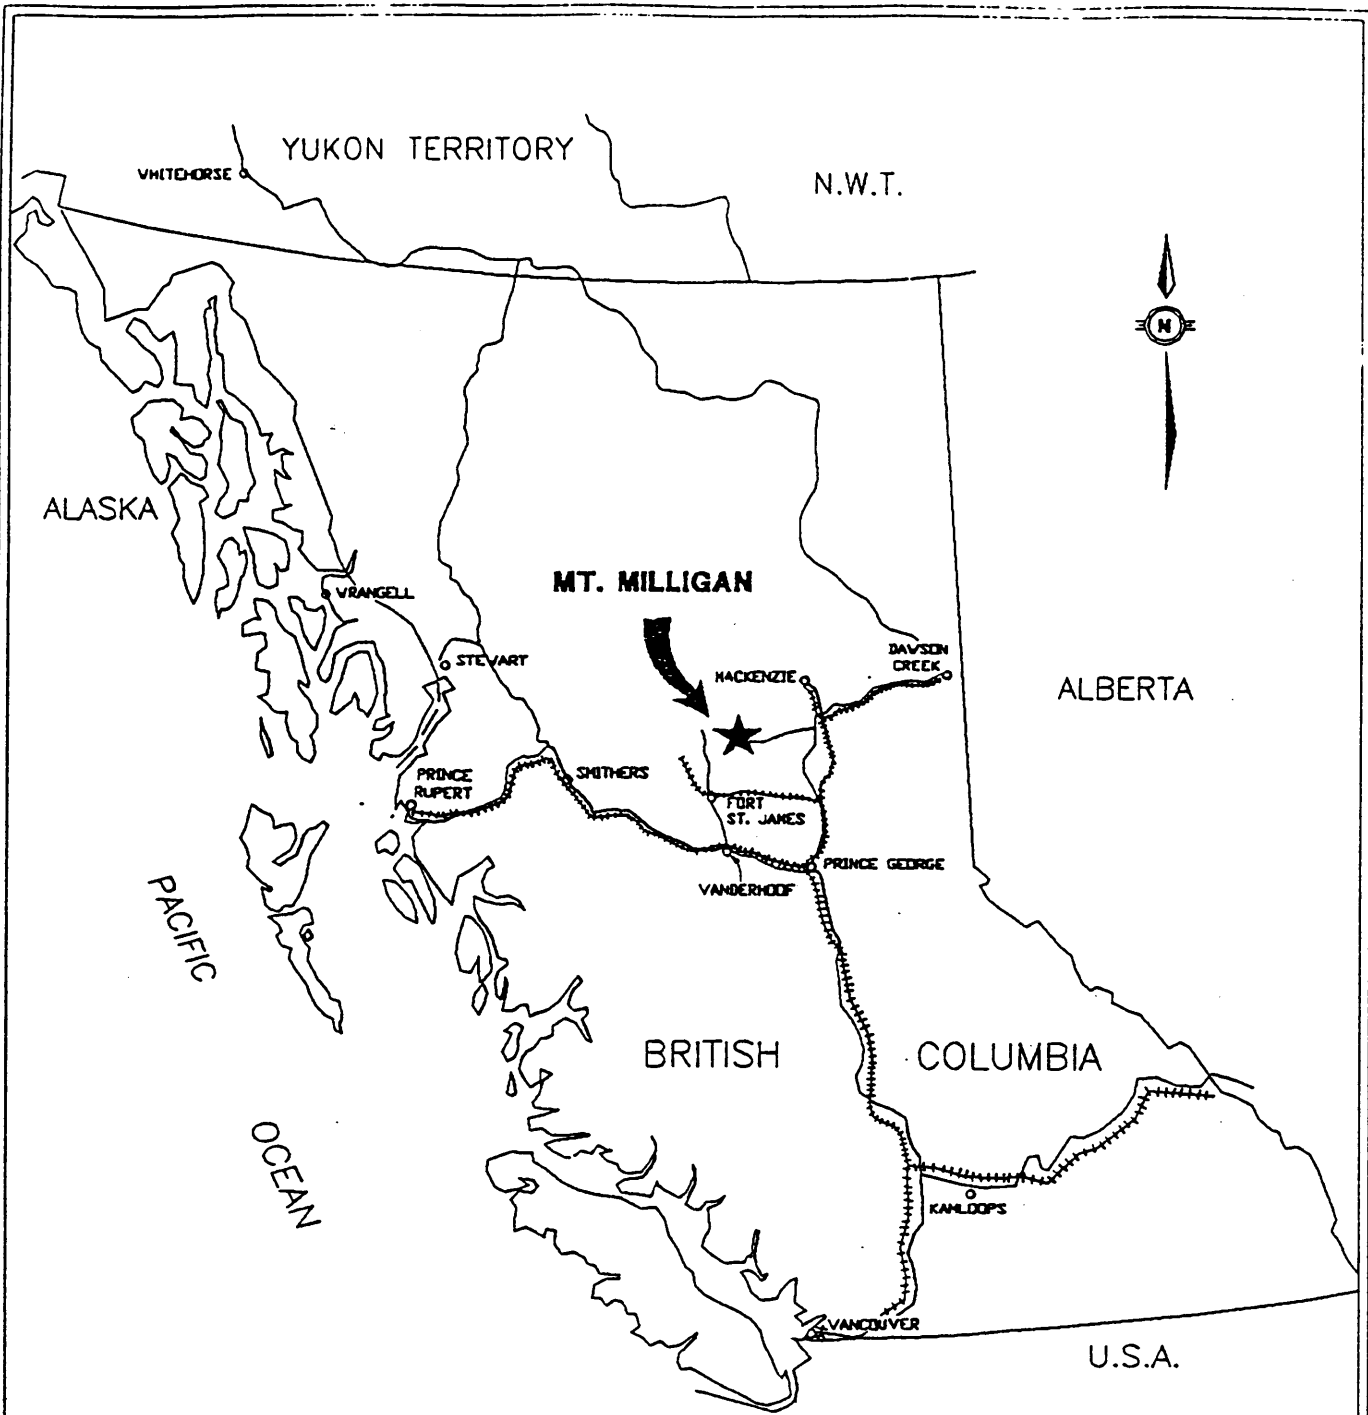 YUKON TERRITORY
WHITEHORSE
N.W.T.
N
ALASKA
MT. MILLIGAN
WRANGELL
STEWART
DAWSON
CREEK
MACKENZIE
ALBERTA
PRINCE
RUPERT
SMITHERS
FORT
ST. JAMES
PRINCE GEORGE
VANDERHOOF
PACIFIC
BRITISH COLUMBIA
OCEAN
KAMLOOPS
VANCOUVER
U.S.A.